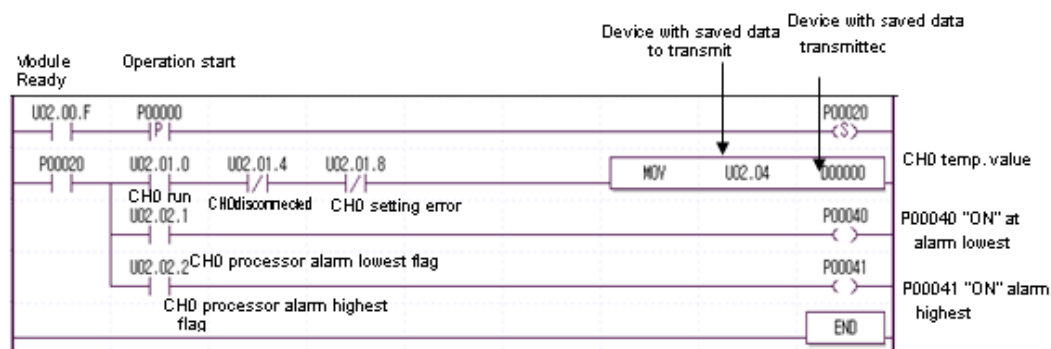 Device with saved data
to transmit
Device with saved data
transmittec
Module
Ready
Operation start
U02.00.F
P00000
P
P00020
(S)
P00020
U02.01.0
U02.01.4
U02.01.8
MOV U02.04 D00000
CH0 temp. value
CH0 run
CH0disconnected
CH0 setting error
U02.02.1
P00040
P00040 "ON" at
alarm lowest
U02.02.2
CH0 processor alarm lowest flag
P00041
P00041 "ON" alarm
highest
CH0 processor alarm highest
flag
END